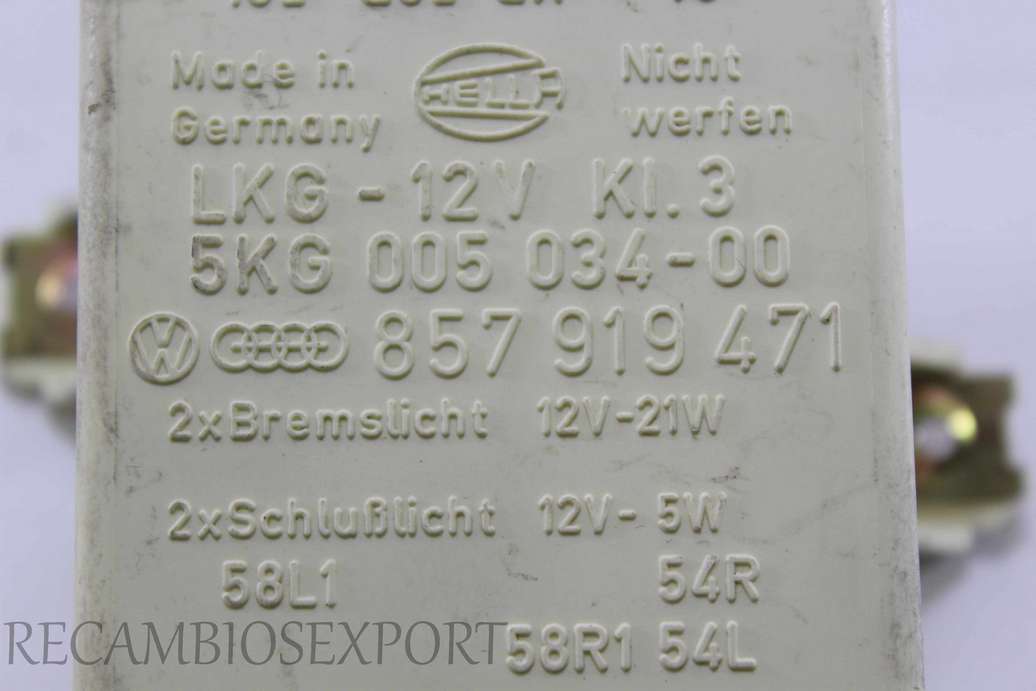 Made in Germany
HELLA
Nicht werfen
LKG - 12V Kl. 3
5KG 005 034-00
857 919 471
2xBremslicht 12V-21W
2xSchlußlicht 12V- 5W
58L1 54R
58R1 54L
RECAMBIOSEXPORT